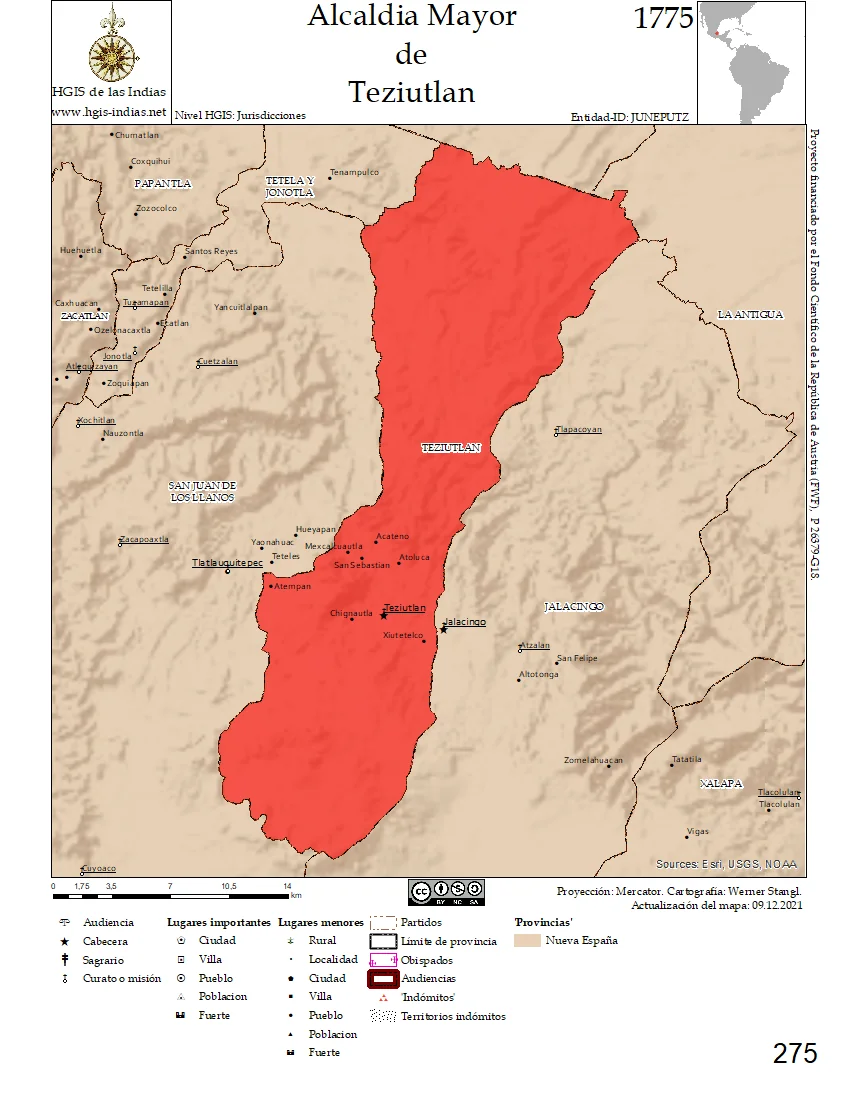 Alcaldia Mayor
de
Teziutlan
1775
HGIS de las Indias
www.hgis-indias.net
Nivel HGIS: Jurisdicciones
Entidad-ID: JUNEPUTZ
Proyecto financiado por el Fondo Científico de la República de Austria (FWF), P 26379-G18.
Chumatlan
Coxquihui
PAPANTLA
Zozocolco
TETELA Y
JONOTLA
Tenampulco
Huehuetla
Santos Reyes
Tetelilla
Caxhuacan
Tuzamapan
Yancuitlalpan
ZACATLAN
LA ANTIGUA
Ozelonacaxtla
Ecatlan
Jonotla
Cuetzalan
Atlequizayan
Zoquiapan
Xochitlan
Nauzontla
Tlapacoyan
TEZIUTLAN
SAN JUAN DE
LOS LLANOS
Zacapoaxtla
Hueyapan
Acateno
Yaonahuac
Mexcalcuautla
Teteles
Atoluca
Tlatlauquitepec
San Sebastian
Atempan
Chignautla
Teziutlan
JALACINGO
Jalacingo
Xiutetelco
Atzalan
San Felipe
Altotonga
Zomelahuacan
Tatatila
XALAPA
Tlacolulan
Tlacolulan
Vigas
Cuyoaco
Sources: Esri, USGS, NOAA
0 1,75 3,5 7 10,5 14
km
CC BY NC SA
Proyección: Mercator. Cartografía: Werner Stangl.
Actualización del mapa: 09.12.2021
Audiencia
Cabecera
Sagrario
Curato o misión
Lugares importantes
Ciudad
Villa
Pueblo
Poblacion
Fuerte
Lugares menores
Rural
Localidad
Ciudad
Villa
Pueblo
Poblacion
Fuerte
Partidos
Límite de provincia
Obispados
Audiencias
'Indómitos'
Territorios indómitos
'Provincias'
Nueva España
275